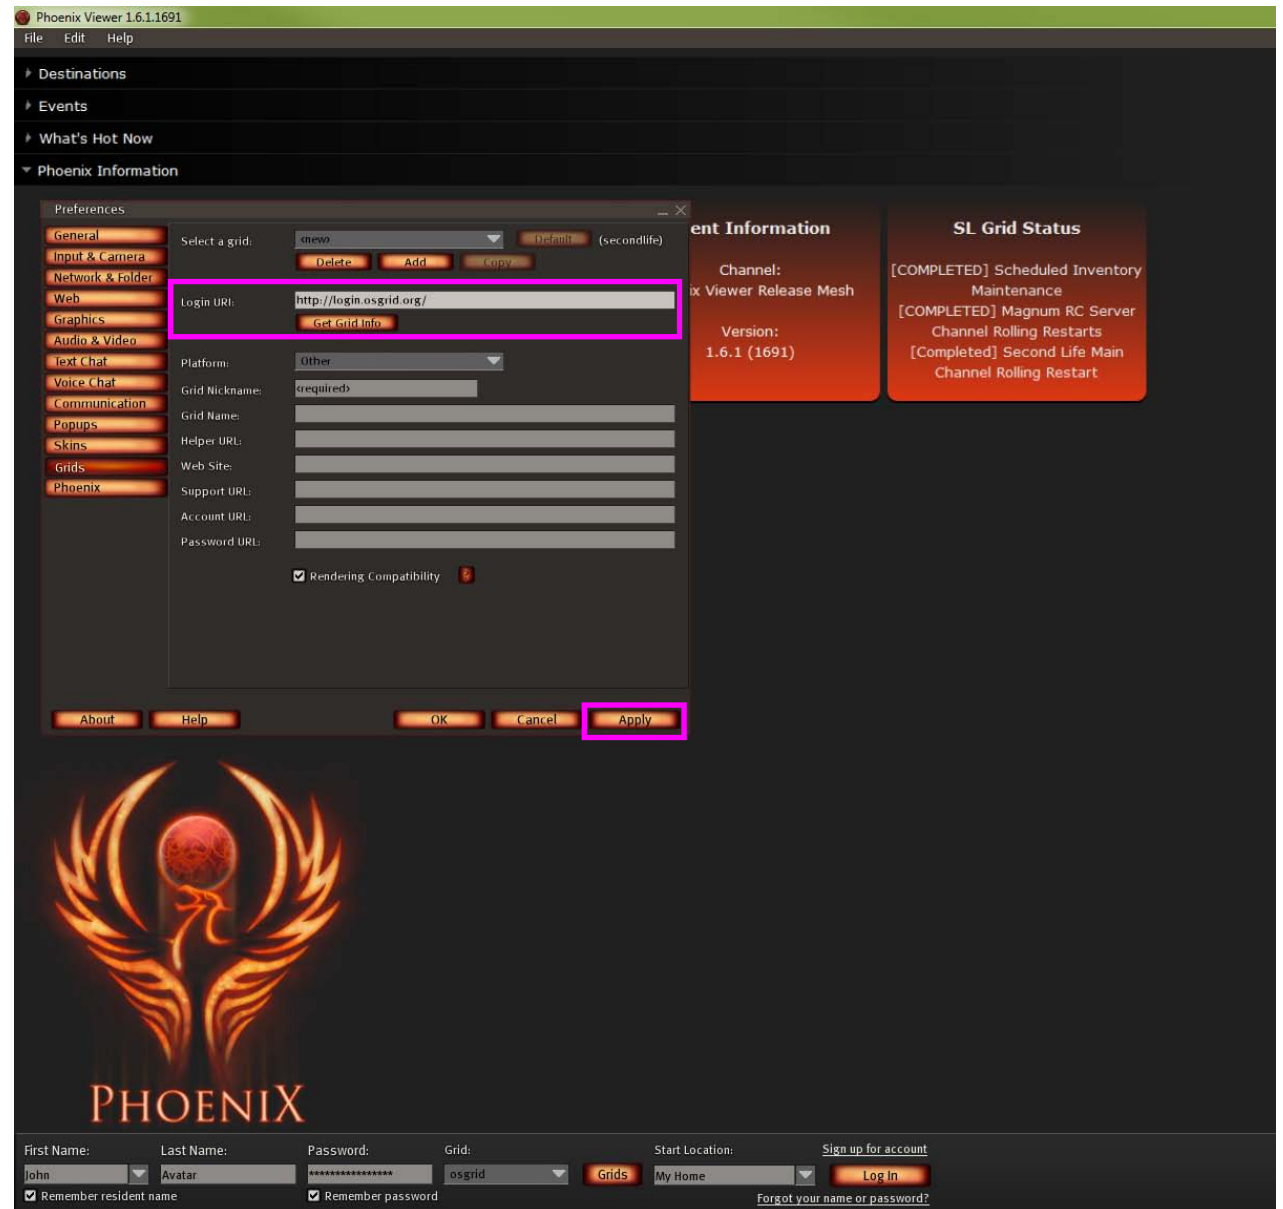 Phoenix Viewer 1.6.1.1691
File Edit Help
Destinations
Events
What's Hot Now
Phoenix Information
Preferences
General
Input & Camera
Network & Folder
Web
Graphics
Audio & Video
Text Chat
Voice Chat
Communication
Popups
Skins
Grids
Phoenix
Select a grid: <new> Default (secondlife)
Delete Add Copy
Login URI: http://login.osgrid.org/
Get Grid Info
Platform: Other
Grid Nickname: <required>
Grid Name:
Helper URL:
Web Site:
Support URL:
Account URL:
Password URL:
Rendering Compatibility
About Help OK Cancel Apply
ent Information
Channel:
ix Viewer Release Mesh
Version:
1.6.1 (1691)
SL Grid Status
[COMPLETED] Scheduled Inventory
Maintenance
[COMPLETED] Magnum RC Server
Channel Rolling Restarts
[Completed] Second Life Main
Channel Rolling Restart
PHOENIX
First Name: Last Name: Password: Grid: Start Location: Sign up for account
John Avatar **************** osgrid Grids My Home Log In
Remember resident name Remember password Forgot your name or password?